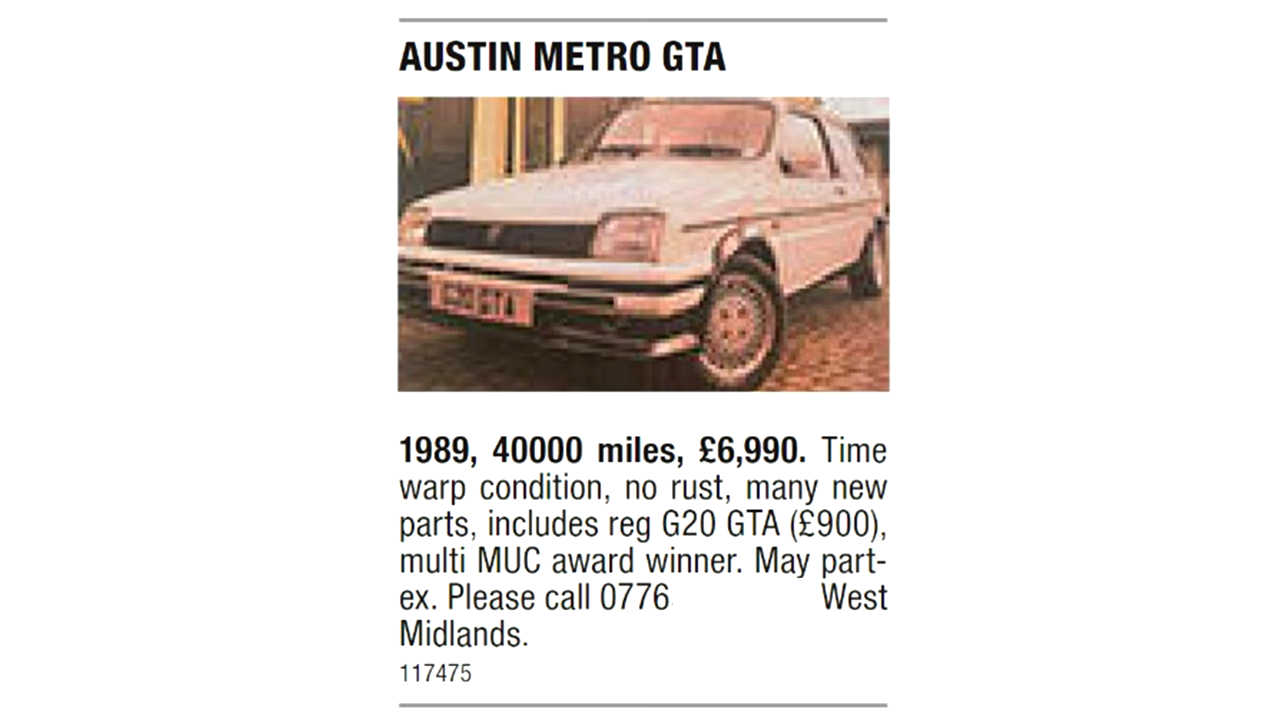 AUSTIN METRO GTA
G20 GTA
1989, 40000 miles, £6,990. Time
warp condition, no rust, many new
parts, includes reg G20 GTA (£900),
multi MUC award winner. May part-
ex. Please call 0776 West
Midlands.
117475